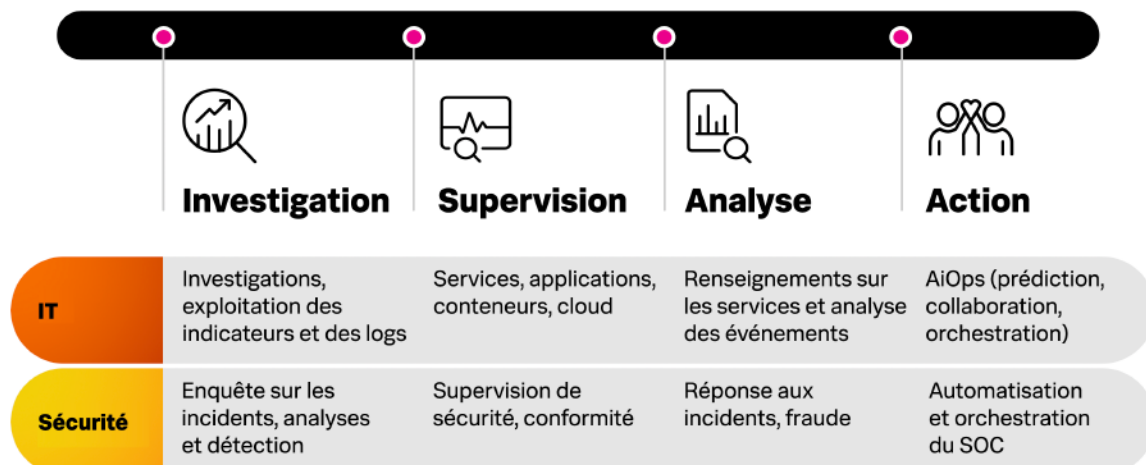 Investigation
Supervision
Analyse
Action
IT
Investigations,
exploitation des
indicateurs et des logs
Services, applications,
conteneurs, cloud
Renseignements sur
les services et analyse
des événements
AiOps (prédiction,
collaboration,
orchestration)
Sécurité
Enquête sur les
incidents, analyses
et détection
Supervision de
sécurité, conformité
Réponse aux
incidents, fraude
Automatisation
et orchestration
du SOC